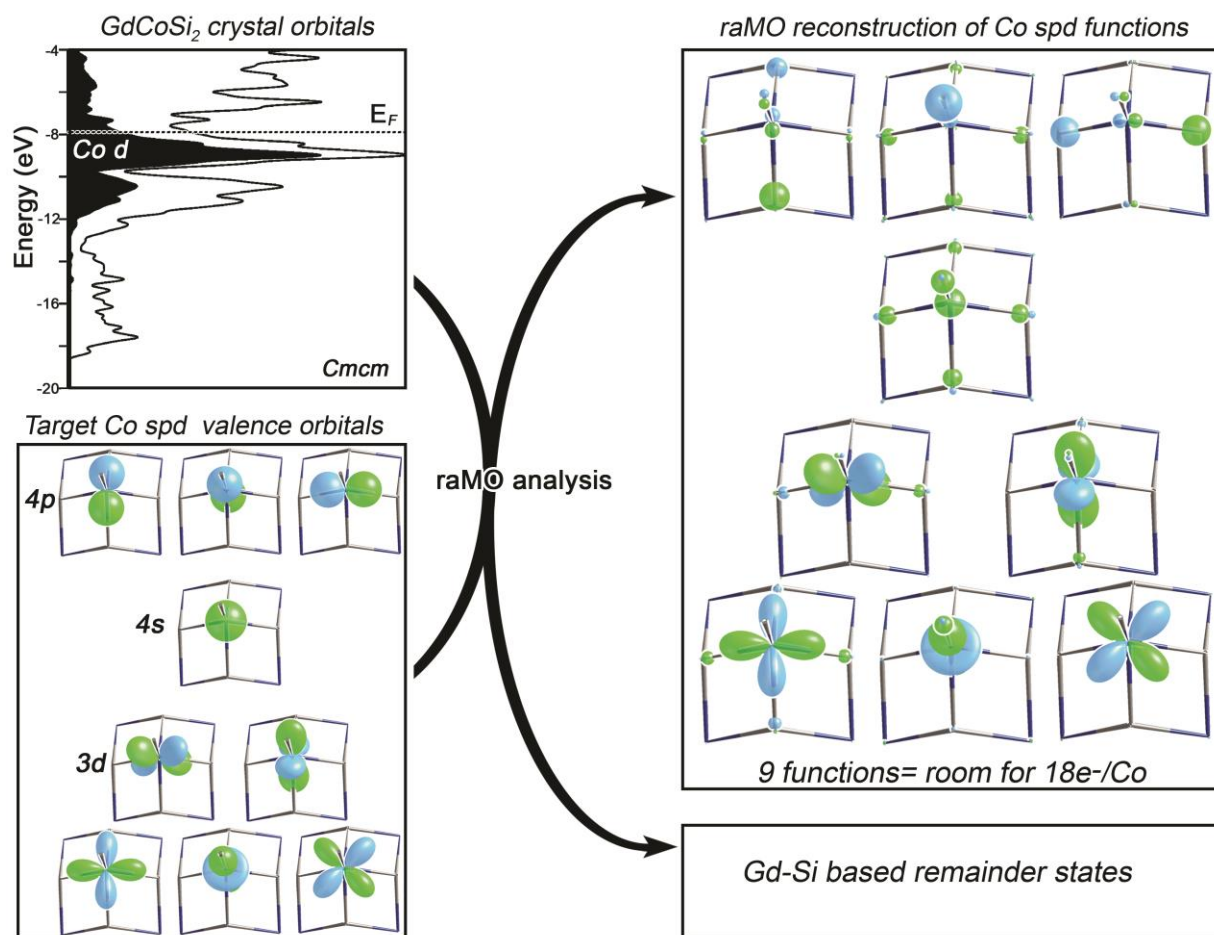 GdCoSi2 crystal orbitals
-4
-8
-12
-16
-20
Energy (eV)
EF
Co d
Cmcm
Target Co spd valence orbitals
4p
4s
3d
raMO analysis
raMO reconstruction of Co spd functions
9 functions= room for 18e-/Co
Gd-Si based remainder states